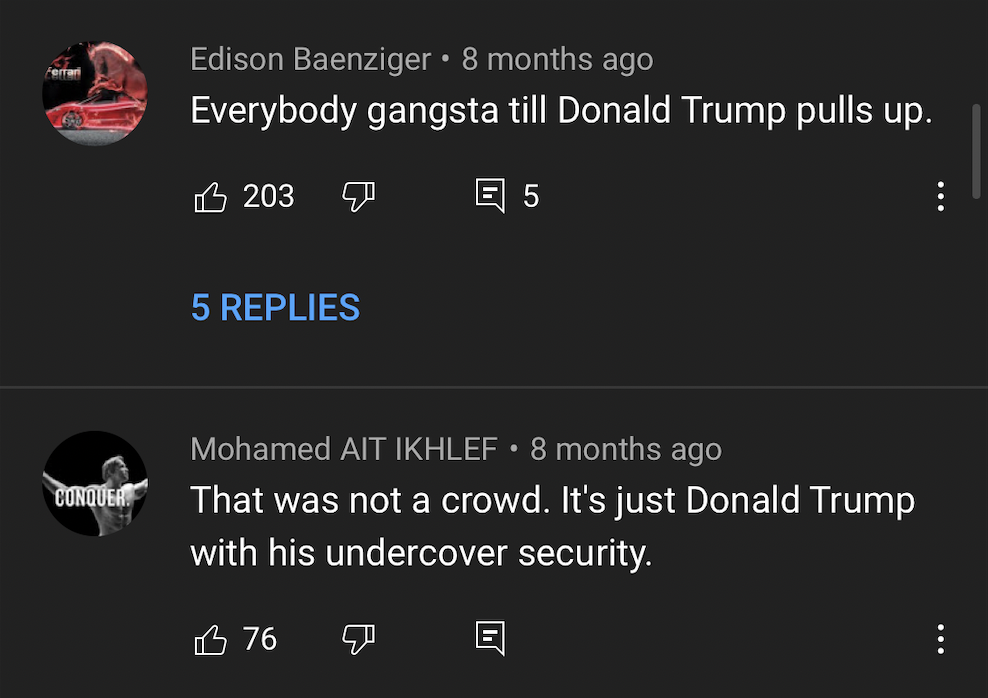 Ferrari
Edison Baenziger • 8 months ago
Everybody gangsta till Donald Trump pulls up.
203
5
5 REPLIES
CONQUER.
Mohamed AIT IKHLEF • 8 months ago
That was not a crowd. It's just Donald Trump
with his undercover security.
76